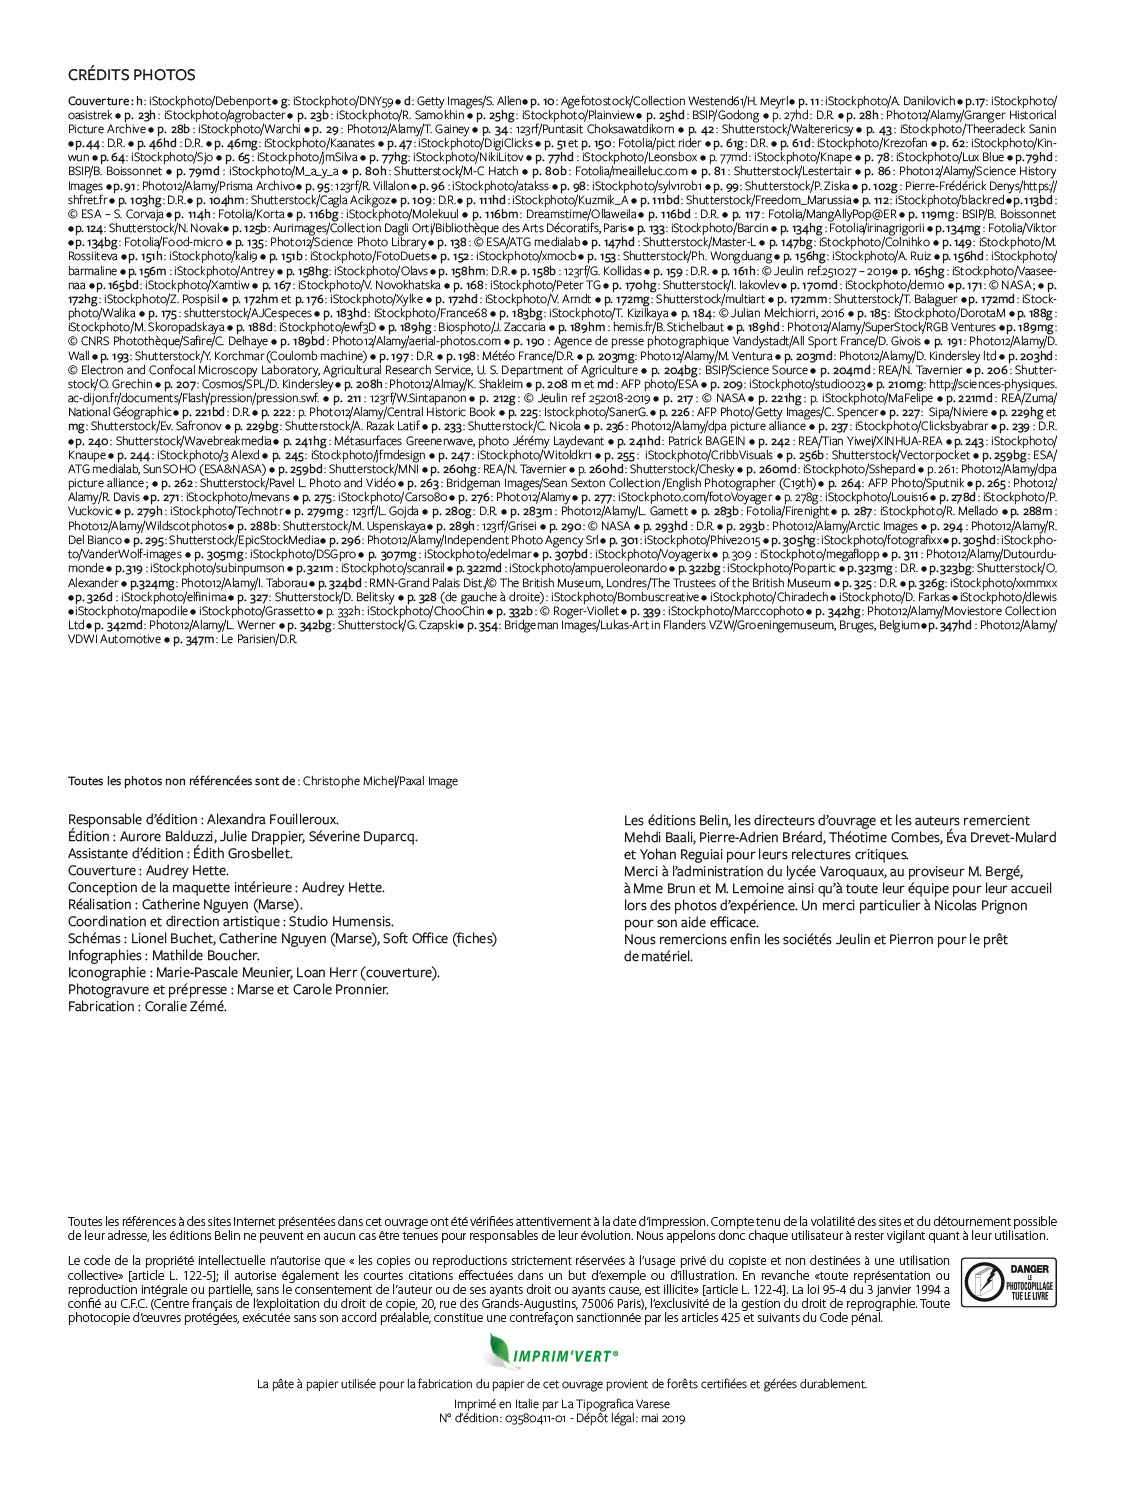 CRÉDITS PHOTOS
Couverture : h : iStockphoto/Debenport ● g : iStockphoto/DNY59 ● d : Getty Images/S. Allen ● p. 10 : Agefotostock/Collection Westend61/H. Meyrl ● p. 11 : iStockphoto/A. Danilovich ● p.17 : iStockphoto/
oasistrek ● p. 23h : iStockphoto/agrobacter ● p. 23b : iStockphoto/R. Samokhin ● p. 25hg : iStockphoto/Plainview ● p. 25hd : BSIP/Godong ● p. 27hd : D.R. ● p. 28h : Photo12/Alamy/Granger Historical
Picture Archive ● p. 28b : iStockphoto/Warchi ● p. 29 : Photo12/Alamy/T. Gainey ● p. 34 : 123rf/Puntasit Choksawatdikorn ● p. 42 : Shutterstock/Walterericsy ● p. 43 : iStockphoto/Theeradeck Sanin
● p.44 : D.R. ● p. 46hd : D.R. ● p. 46mg : iStockphoto/Kaanates ● p. 47 : iStockphoto/DigiClicks ● p. 51 et p. 150 : Fotolia/pict rider ● p. 61g : D.R. ● p. 61d : iStockphoto/Krezofan ● p. 62 : iStockphoto/Kin-
wun ● p. 64 : iStockphoto/Sjo ● p. 65 : iStockphoto/jmSilva ● p. 77hg : iStockphoto/NikiLitov ● p. 77hd : iStockphoto/Leonsbox ● p. 77md : iStockphoto/Knape ● p. 78 : iStockphoto/Lux Blue ● p. 79hd :
BSIP/B. Boissonnet ● p. 79md : iStockphoto/M_a_y_a ● p. 80h : Shutterstock/M-C Hatch ● p. 80b : Fotolia/meailleuc.com ● p. 81 : Shutterstock/Lestertair ● p. 86 : Photo12/Alamy/Science History
Images ● p. 91 : Photo12/Alamy/Prisma Archivo ● p. 95 : 123rf/R. Villalon ● p. 96 : iStockphoto/atakss ● p. 98 : iStockphoto/sylv1rob1 ● p. 99 : Shutterstock/P. Ziska ● p. 102g : Pierre-Frédérick Denys/https://
shfret.fr ● p. 103hg : D.R. ● p. 104hm : Shutterstock/Cagla Acikgoz ● p. 109 : D.R. ● p. 111hd : iStockphoto/Kuzmik_A ● p. 111bd : Shutterstock/Freedom_Marussia ● p. 112 : iStockphoto/blackred ● p.113bd :
© ESA – S. Corvaja ● p. 114h : Fotolia/Korta ● p. 116bg : iStockphoto/Molekuul ● p. 116bm : Dreamstime/Ollaweila ● p. 116bd : D.R. ● p. 117 : Fotolia/MangAllyPop@ER ● p. 119mg : BSIP/B. Boissonnet
● p.124 : Shutterstock/N. Novak ● p. 125b : Aurimages/Collection Dagli Orti/Bibliothèque des Arts Décoratifs, Paris ● p. 133 : iStockphoto/Barcin ● p. 134hg : Fotolia/irinagrigorii ● p.134mg : Fotolia/Viktor
● p.134bg : Fotolia/Food-micro ● p. 135 : Photo12/Science Photo Library ● p. 138 : © ESA/ATG medialab ● p. 147hd : Shutterstock/Master-L ● p. 147bg : iStockphoto/Colnihko ● p. 149 : iStockphoto/M.
Rossiiteva ● p. 151h : iStockphoto/kali9 ● p. 151b : iStockphoto/FotoDuets ● p. 152 : iStockphoto/xmocb ● p. 153 : Shutterstock/Ph. Wongduang ● p. 156hg : iStockphoto/A. Ruiz ● p. 156hd : iStockphoto/
barmaline ● p. 156m : iStockphoto/Antrey ● p. 158hg : iStockphoto/Olavs ● p. 158hm : D.R. ● p. 158b : 123rf/G. Kollidas ● p. 159 : D.R. ● p. 161h : © Jeulin ref.251027 – 2019 ● p. 165hg : iStockphoto/Vaasee-
naa ● p. 165bd : iStockphoto/Xamtiw ● p. 167 : iStockphoto/V. Novokhatska ● p. 168 : iStockphoto/Peter TG ● p. 170hg : Shutterstock/I. Iakovlev ● p. 170md : iStockphoto/dem10 ● p. 171 : © NASA ; ● p.
172hg : iStockphoto/Z. Pospisil ● p. 172hm et p. 176 : iStockphoto/Xylke ● p. 172hd : iStockphoto/V. Arndt ● p. 172mg : Shutterstock/multiart ● p. 172mm : Shutterstock/T. Balaguer ● p. 172md : iStock-
photo/Walika ● p. 175 : shutterstock/AJCespeces ● p. 183hd : iStockphoto/France68 ● p. 183bg : iStockphoto/T. Kizilkaya ● p. 184 : © Julian Melchiorri, 2016 ● p. 185 : iStockphoto/DorotaM ● p. 188g :
iStockphoto/M. Skoropadskaya ● p. 188d : iStockphoto/ewf3D ● p. 189hg : Biosphoto/J. Zaccaria ● p. 189hm : hemis.fr/B. Stichelbaut ● p. 189hd : Photo12/Alamy/SuperStock/RGB Ventures ● p. 189mg :
© CNRS Photothèque/Safire/C. Delhaye ● p. 189bd : Photo12/Alamy/aerial-photos.com ● p. 190 : Agence de presse photographique Vandystadt/All Sport France/D. Givois ● p. 191 : Photo12/Alamy/D.
Wall ● p. 193 : Shutterstock/Y. Korchmar (Coulomb machine) ● p. 197 : D.R. ● p. 198 : Météo France/D.R. ● p. 203mg : Photo12/Alamy/M. Ventura ● p. 203md : Photo12/Alamy/D. Kindersley ltd ● p. 203hd :
© Electron and Confocal Microscopy Laboratory, Agricultural Research Service, U. S. Department of Agriculture ● p. 204bg : BSIP/Science Source ● p. 204md : REA/N. Tavernier ● p. 206 : Shutter-
stock/O. Grechin ● p. 207 : Cosmos/SPL/D. Kindersley ● p. 208h : Photo12/Almay/K. Shakleim ● p. 208 m et md : AFP photo/ESA ● p. 209 : iStockphoto/studio023 ● p. 210mg : http://sciences-physiques.
ac-dijon.fr/documents/Flash/pression/pression.swf. ● p. 211 : 123rf/W.Sintapanon ● p. 212g : © Jeulin ref 252018-2019 ● p. 217 : © NASA ● p. 221hg : p. iStockphoto/MaFelipe ● p. 221md : REA/Zuma/
National Géographic ● p. 221bd : D.R. ● p. 222 : p. Photo12/Alamy/Central Historic Book ● p. 225 : Istockphoto/SanerG. ● p. 226 : AFP Photo/Getty Images/C. Spencer ● p. 227 : Sipa/Niviere ● p. 229hg et
mg : Shutterstock/Ev. Safronov ● p. 229bg : Shutterstock/A. Razak Latif ● p. 233 : Shutterstock/C. Nicola ● p. 236 : Photo12/Alamy/dpa picture alliance ● p. 237 : iStockphoto/Clicksbyabrar ● p. 239 : D.R.
● p. 240 : Shutterstock/Wavebreakmedia ● p. 241hg : Métasurfaces Greenerwave, photo Jérémy Laydevant ● p. 241hd : Patrick BAGEIN ● p. 242 : REA/Tian Yiwei/XINHUA-REA ● p. 243 : iStockphoto/
Knaupe ● p. 244 : iStockphoto/3 Alexd ● p. 245 : iStockphoto/jfmdesign ● p. 247 : iStockphoto/Witoldkr1 ● p. 255 : iStockphoto/CribbVisuals ● p. 256b : Shutterstock/Vectorpocket ● p. 259bg : ESA/
ATG medialab, Sun SOHO (ESA&NASA) ● p. 259bd : Shutterstock/MNI ● p. 260hg : REA/N. Tavernier ● p. 260hd : Shutterstock/Chesky ● p. 260md : iStockphoto/Sshepard ● p. 261 : Photo12/Alamy/dpa
picture alliance ; ● p. 262 : Shutterstock/Pavel L. Photo and Vidéo ● p. 263 : Bridgeman Images/Sean Sexton Collection /English Photographer (C19th) ● p. 264 : AFP Photo/Sputnik ● p. 265 : Photo12/
Alamy/R. Davis ● p. 271 : iStockphoto/mevans ● p. 275 : iStockphoto/Carso80 ● p. 276 : Photo12/Alamy ● p. 277 : iStockphoto.com/fotoVoyager ● p. 278g : iStockphoto/Louis16 ● p. 278d : iStockphoto/P.
Vuckovic ● p. 279h : iStockphoto/Technotr ● p. 279mg : 123rf/L. Gojda ● p. 280g : D.R. ● p. 283m : Photo12/Alamy/L. Garnett ● p. 283b : Fotolia/Firenight ● p. 287 : iStockphoto/R. Mellado ● p. 288m :
Photo12/Alamy/Wildscotphotos ● p. 288b : Shutterstock/M. Uspenskaya ● p. 289h : 123rf/Grisei ● p. 290 : © NASA ● p. 293hd : D.R. ● p. 293b : Photo12/Alamy/Arctic Images ● p. 294 : Photo12/Alamy/R.
Del Bianco ● p. 295 : Shutterstock/EpicStockMedia ● p. 296 : Photo12/Alamy/Independent Photo Agency Srl ● p. 301 : iStockphoto/Phive2015 ● p. 305hg : iStockphoto/fotografixx ● p. 305hd : iStockpho-
to/VanderWolf-images ● p. 305mg : iStockphoto/DSGpro ● p. 307mg : iStockphoto/edelmar ● p. 307bd : iStockphoto/Voyagerix ● p. 309 : iStockphoto/megaflopp ● p. 311 : Photo12/Alamy/Dutourdu-
monde ● p. 319 : iStockphoto/subinpumson ● p. 321m : iStockphoto/scanrail ● p. 322md : iStockphoto/ampueroleonardo ● p. 322bg : iStockphoto/Popartic ● p. 323mg : D.R. ● p. 323bg : Shutterstock/O.
Alexander ● p.324mg : Photo12/Alamy/I. Taborau ● p. 324bd : RMN-Grand Palais Dist./© The British Museum, Londres/The Trustees of the British Museum ● p. 325 : D.R. ● p. 326g : iStockphoto/xmmxx
● p. 326d : iStockphoto/elfinima ● p. 327 : Shutterstock/D. Belitsky ● p. 328 (de gauche à droite) : iStockphoto/Bombuscreative ● iStockphoto/Chiradech ● iStockphoto/D. Farkas ● iStockphoto/dlewis
● iStockphoto/mapodile ● iStockphoto/Grassetto ● p. 332h : iStockphoto/ChooChin ● p. 332b : © Roger-Viollet ● p. 339 : iStockphoto/Marccophoto ● p. 342hg : Photo12/Alamy/Moviestore Collection
Ltd ● p. 342md : Photo12/Alamy/L. Werner ● p. 342bg : Shutterstock/G. Czapski ● p. 354 : Bridgeman Images/Lukas-Art in Flanders VZW/Groeningemuseum, Bruges, Belgium ● p. 347hd : Photo12/Alamy/
VDWI Automotive ● p. 347m : Le Parisien/D.R.
Toutes les photos non référencées sont de : Christophe Michel/Paxal Image
Responsable d'édition : Alexandra Fouilleroux.
Édition : Aurore Balduzzi, Julie Drappier, Séverine Duparcq.
Assistante d'édition : Édith Grosbellet.
Couverture : Audrey Hette.
Conception de la maquette intérieure : Audrey Hette.
Réalisation : Catherine Nguyen (Marse).
Coordination et direction artistique : Studio Humensis.
Schémas : Lionel Buchet, Catherine Nguyen (Marse), Soft Office (fiches)
Infographies : Mathilde Boucher.
Iconographie : Marie-Pascale Meunier, Loan Herr (couverture).
Photogravure et prépresse : Marse et Carole Pronnier.
Fabrication : Coralie Zémé.
Les éditions Belin, les directeurs d'ouvrage et les auteurs remercient
Mehdi Baali, Pierre-Adrien Bréard, Théotime Combes, Éva Drevet-Mulard
et Yohan Reguiai pour leurs relectures critiques.
Merci à l'administration du lycée Varoquaux, au proviseur M. Bergé,
à Mme Brun et M. Lemoine ainsi qu'à toute leur équipe pour leur accueil
lors des photos d'expérience. Un merci particulier à Nicolas Prignon
pour son aide efficace.
Nous remercions enfin les sociétés Jeulin et Pierron pour le prêt
de matériel.
Toutes les références à des sites Internet présentées dans cet ouvrage ont été vérifiées attentivement à la date d'impression. Compte tenu de la volatilité des sites et du détournement possible
de leur adresse, les éditions Belin ne peuvent en aucun cas être tenues pour responsables de leur évolution. Nous appelons donc chaque utilisateur à rester vigilant quant à leur utilisation.
Le code de la propriété intellectuelle n'autorise que « les copies ou reproductions strictement réservées à l'usage privé du copiste et non destinées à une utilisation
collective» [article L. 122-5]; il autorise également les courtes citations effectuées dans un but d'exemple ou d'illustration. En revanche «toute représentation ou
reproduction intégrale ou partielle, sans le consentement de l'auteur ou de ses ayants droit ou ayants cause, est illicite» [article L. 122-4]. La loi 95-4 du 3 janvier 1994 a
confié au C.F.C. (Centre français de l'exploitation du droit de copie, 20, rue des Grands-Augustins, 75006 Paris), l'exclusivité de la gestion du droit de reprographie. Toute
photocopie d'œuvres protégées, exécutée sans son accord préalable, constitue une contrefaçon sanctionnée par les articles 425 et suivants du Code pénal.
DANGER
LE
PHOTOCOPILLAGE
TUE LE LIVRE
IMPRIM'VERT®
La pâte à papier utilisée pour la fabrication du papier de cet ouvrage provient de forêts certifiées et gérées durablement.
Imprimé en Italie par La Tipografica Varese
N° d'édition : 03580411-01 - Dépôt légal : mai 2019